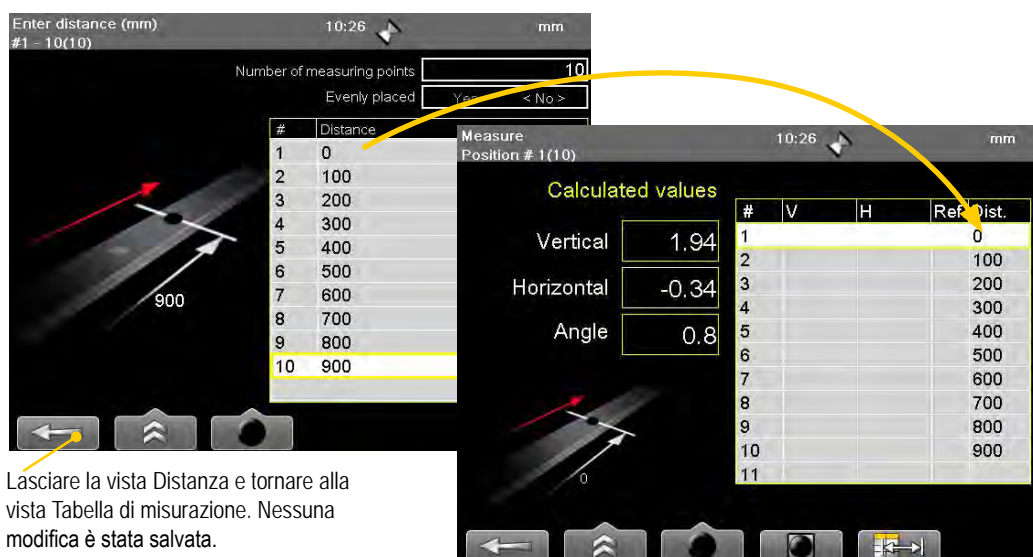 Enter distance (mm)
#1 - 10(10)
10:26
mm
Number of measuring points 10
Evenly placed Yes < No >
# Distance
1 0
2 100
3 200
4 300
5 400
6 500
7 600
8 700
9 800
10 900
900
Lasciare la vista Distanza e tornare alla
vista Tabella di misurazione. Nessuna
modifica è stata salvata.
Measure
Position # 1(10)
10:26
mm
Calculated values
Vertical 1.94
Horizontal -0.34
Angle 0.8
# V H Ref Dist.
1 0
2 100
3 200
4 300
5 400
6 500
7 600
8 700
9 800
10 900
11
0